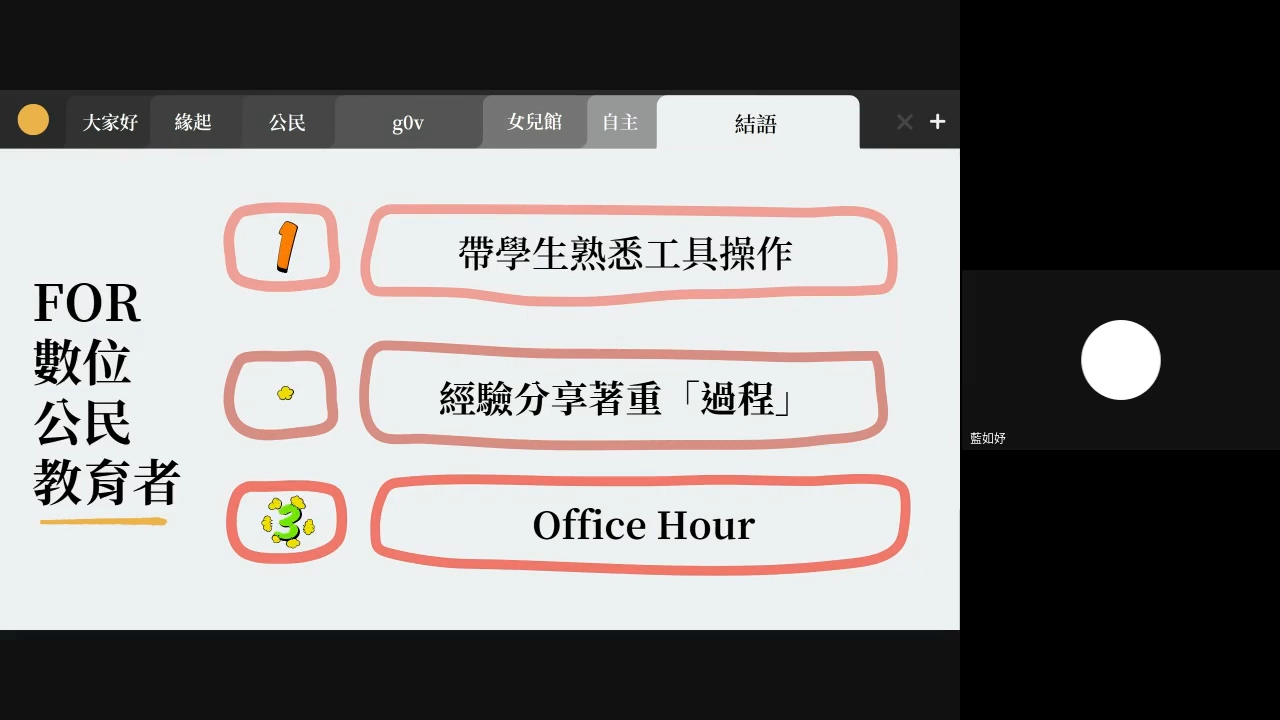 大家好
緣起
公民
g0v
女兒館
自主
結語
FOR
數位
公民
教育者
1
帶學生熟悉工具操作
經驗分享著重「過程」
3
Office Hour
藍如妤